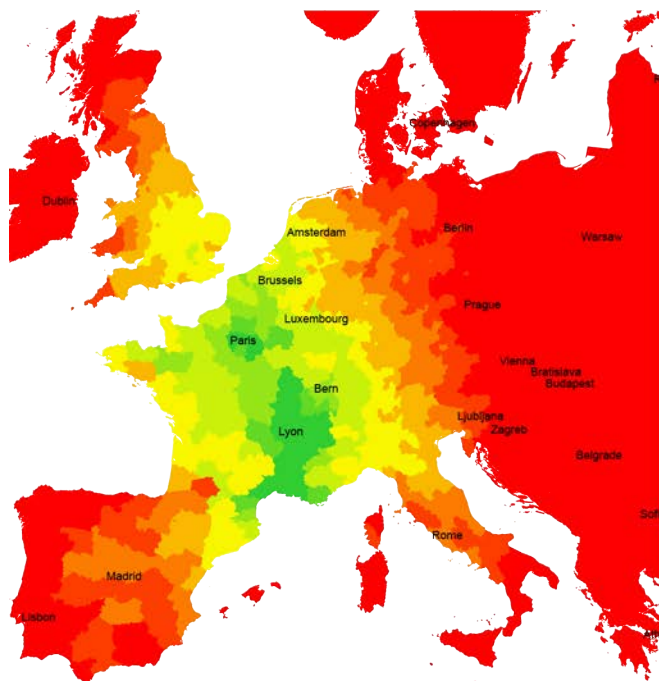 Copenhagen
Dublin
Berlin
Amsterdam
Warsaw
Brussels
Prague
Luxembourg
Paris
Vienna
Bratislava
Budapest
Bern
Ljubljana
Zagreb
Lyon
Belgrade
Sof
Rome
Madrid
Lisbon